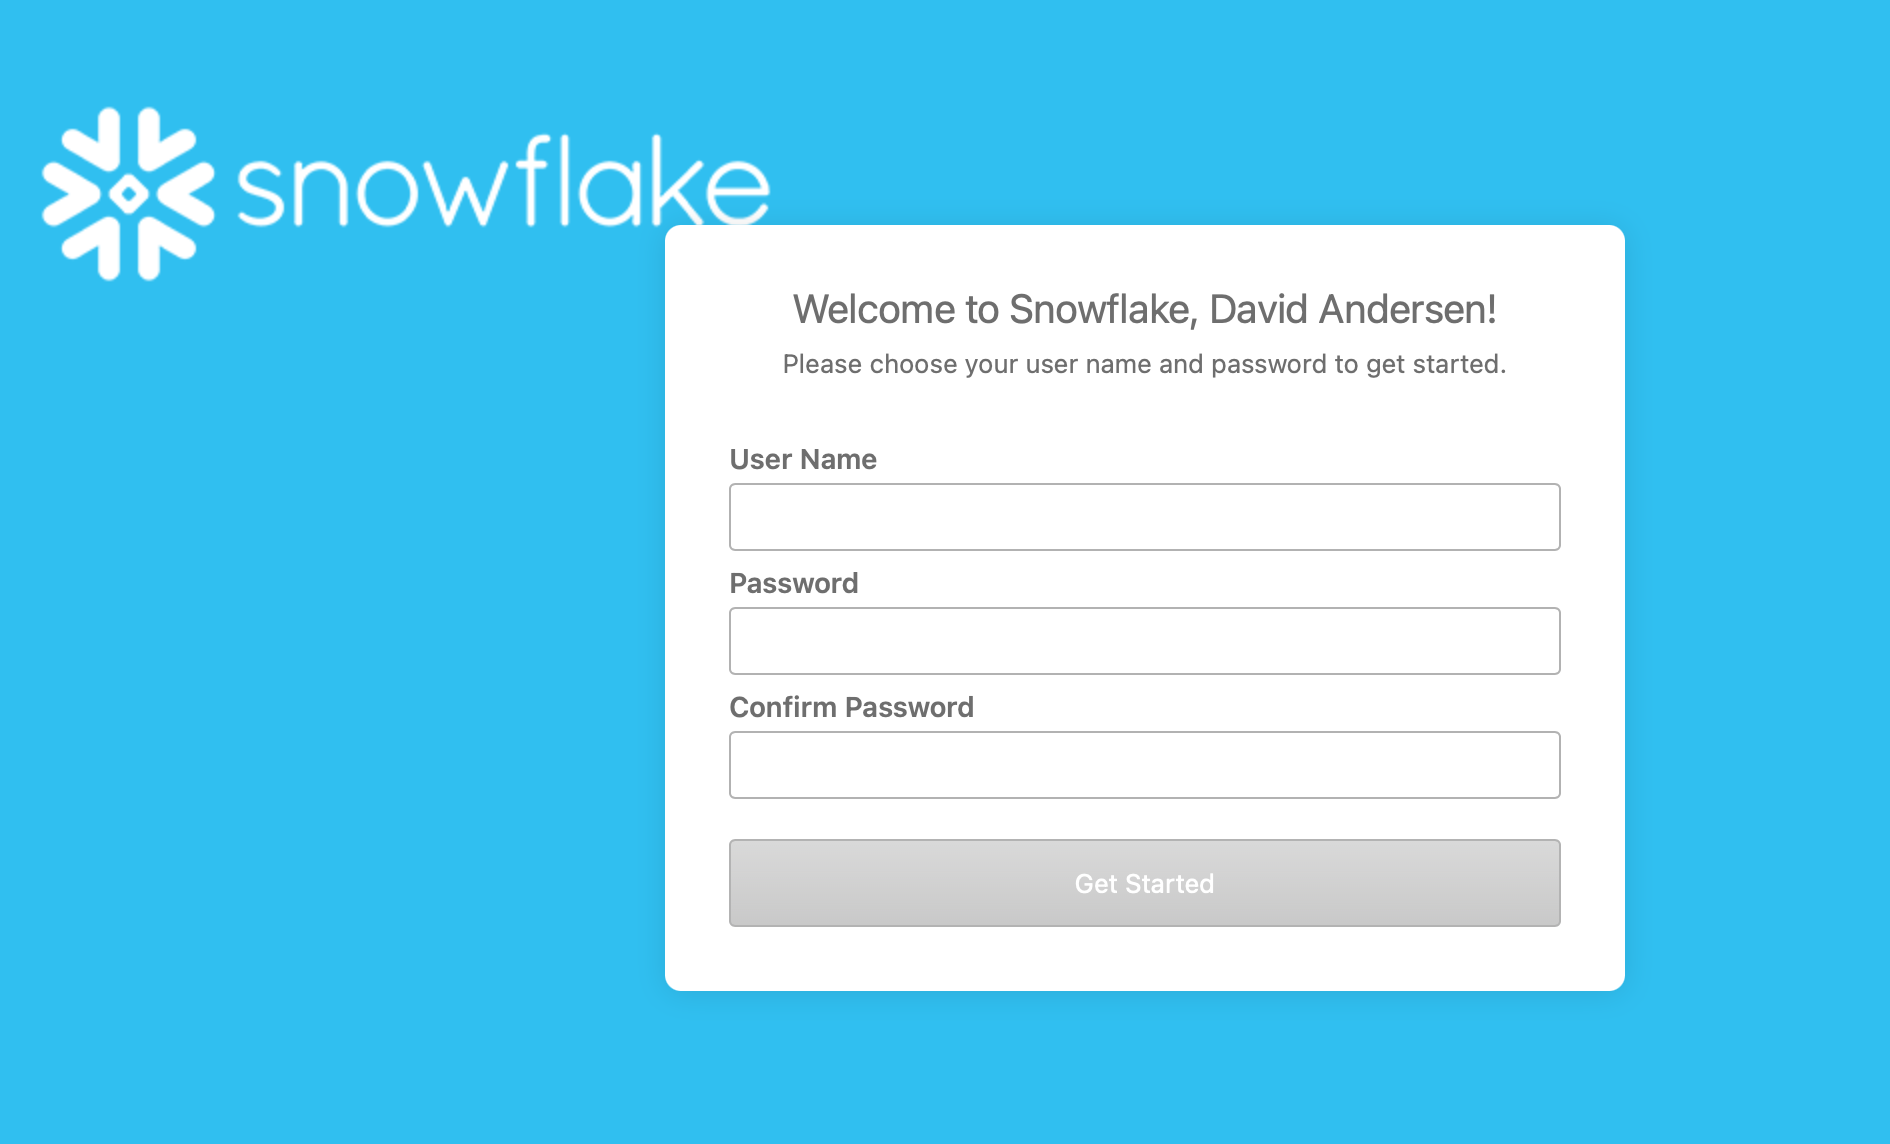 snowflake
Welcome to Snowflake, David Andersen!
Please choose your user name and password to get started.
User Name
Password
Confirm Password
Get Started